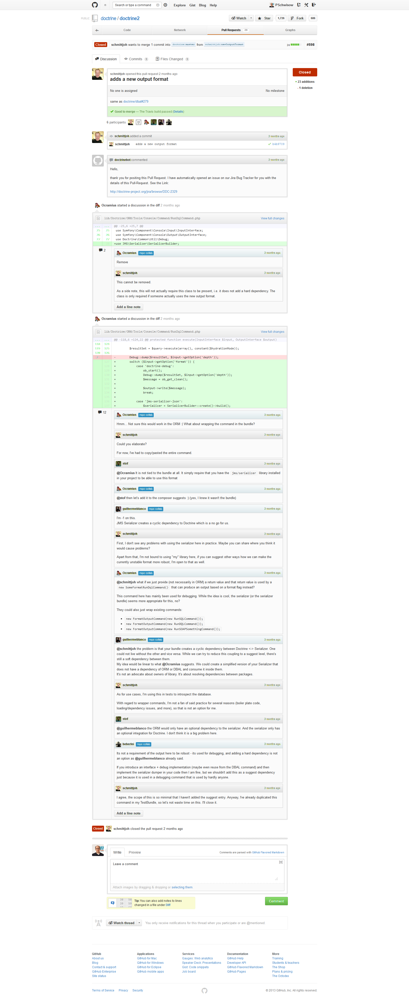 Search or type a command
Explore Gist Blog Help
PSchwisow
PUBLIC doctrine / doctrine2
Watch Star 1,726 Fork 686
Code Network Pull Requests 29 Graphs
Closed schmittjoh wants to merge 1 commit into doctrine:master from schmittjoh:newOutputFormat 24 #598
Discussion Commits 1 Files Changed 1
schmittjoh opened this pull request 2 months ago
adds a new output format
No one is assigned No milestone
same as doctrine/dbal#279
Good to merge — The Travis build passed (Details)
Closed
+ 23 additions
- 1 deletion
6 participants
schmittjoh added a commit 2 months ago
schmittjoh adds a new output format b4b9709
doctrinebot commented 2 months ago
Hello,
thank you for positing this Pull Request. I have automatically opened an issue on our Jira Bug Tracker for you with the
details of this Pull-Request. See the Link:
http://doctrine-project.org/jira/browse/DDC-2329
Ocramius started a discussion in the diff 2 months ago
lib/Doctrine/ORM/Tools/Console/Command/RunDqlCommand.php View full changes
... ... @@ -25,6 +25,7 @@
25 25 use Symfony\Component\Console\Input\InputInterface;
26 26 use Symfony\Component\Console\Output\OutputInterface;
27 27 use Doctrine\Common\Util\Debug;
28 +use JMS\Serializer\SerializerBuilder;
2
Ocramius repo collab 2 months ago
Remove
schmittjoh 2 months ago
This cannot be removed.
As a side note, this will not actually require this class to be present, i.e. it does not add a hard dependency. The
class is only required if someone actually uses the new output format.
Add a line note
Ocramius started a discussion in the diff 2 months ago
lib/Doctrine/ORM/Tools/Console/Command/RunDqlCommand.php View full changes
... ... @@ -118,6 +124,22 @@ protected function execute(InputInterface $input, OutputInterface $output)
118 124
119 125 $resultSet = $query->execute(array(), constant($hydrationMode));
120 126
- Debug::dump($resultSet, $input->getOption('depth'));
127 + switch ($input->getOption('format')) {
128 + case 'doctrine-debug':
129 + ob_start();
130 + Debug::dump($resultSet, $input->getOption('depth'));
131 + $message = ob_get_clean();
132 +
133 + $output->write($message);
134 + break;
135 +
136 + case 'jms-serializer-json':
137 + $serializer = SerializerBuilder::create()->build();
12
Ocramius repo collab 2 months ago
Hmm... Not sure this would work in the ORM :| What about wrapping the command in the bundle?
schmittjoh 2 months ago
Could you elaborate?
For now, I've had to copy/pasted the entire command.
stof 2 months ago
@Ocramius It is not tied to the bundle at all. It simply require that you have the jms/serializer library installed
in your project to be able to use this format
Ocramius repo collab 2 months ago
@stof then let's add it to the composer suggests :) (yes, I knew it wasn't the bundle)
guilhermeblanco repo collab 2 months ago
I'm -1 on this.
JMS Serializer creates a cyclic dependency to Doctrine which is a no go for us.
schmittjoh 2 months ago
First, I don't see any problems with using the serializer here in practice. Maybe you can share where you think it
would cause problems?
Apart from that, I'm not bound to using "my" library here, if you can suggest other ways how we can make the
currently unstable format more robust, I'm open to that as well.
Ocramius repo collab 2 months ago
@schmittjoh what if we just provide (not necessarily in ORM) a return value and that return value is used by a
new SomeFormatRunDqlCommand() that can produce an output based on a format flag instead?
This command here has mainly been used for debugging. While the idea is cool, the serializer (or the serializer
bundle) seems more appropriate for this, no?
They could also just wrap existing commands:
• new FormatOutputCommand(new RunSQLCommand());
• new FormatOutputCommand(new RunDQLCommand());
• new FormatOutputCommand(new RunSOAPSomethingCommand());
guilhermeblanco repo collab 2 months ago
@schmittjoh the problem is that your bundle creates a cyclic dependency between Doctrine <-> Serializer. One
could not live without the other and vice versa. While we can try to reduce this coupling to a suggest level, there's
still a soft dependency between them.
My idea would be linear to what @Ocramius suggests. We could create a simplified version of your Serializer that
does not have a dependency of ORM or DBAL and consume it inside them.
It's not an advocate about owners of library. It's about resolving dependencies between packages.
schmittjoh 2 months ago
As for use cases, I'm using this in tests to introspect the database.
With regard to wrapper commands, I'm not a fan of said practice for several reasons (boiler plate code,
loading/dependency issues, and more), so that is not an option for me.
stof 2 months ago
@guilhermeblanco the ORM would only have an optional dependency to the serializer. And the serializer only has
an optional integration for Doctrine. I don't think it is a big problem here.
beberlei repo collab 2 months ago
Its not a requirement of the output here to be robust - its used for debugging, and adding a hard dependency is not
an option as @guilhermeblanco already said.
If you introduce an interface + debug implementation (maybe even reuse from the DBAL command) and then
implement the serializer dumper in your code then I am fine, but we shouldn't add this as a suggest dependency
just because it is used in a debugging command that is used by hardly anyone.
schmittjoh 2 months ago
I agree, the scope of this is so minimal that I haven't added the suggest entry. Anyway, I've already duplicated this
command in my TestBundle, so let's not waste time on this. I'll close it.
Add a line note
Closed schmittjoh closed the pull request 2 months ago
Write Preview Comments are parsed with GitHub Flavored Markdown
Leave a comment
Attach images by dragging & dropping or selecting them.
38 58
39 59
Tip: You can also add notes to lines
changed in a file under Diff
Comment
Watch thread You only receive notifications for this thread when you participate or are @mentioned.
GitHub Applications Services Documentation More
About us GitHub for Mac Gauges: Web analytics GitHub Help Training
Blog GitHub for Windows Speaker Deck: Presentations Developer API Students & teachers
Contact & support GitHub for Eclipse Gist: Code snippets GitHub Flavored Markdown The Shop
GitHub Enterprise GitHub mobile apps Job board GitHub Pages Plans & pricing
Site status The Octodex
Terms of Service Privacy Security © 2013 GitHub, Inc. All rights reserved.